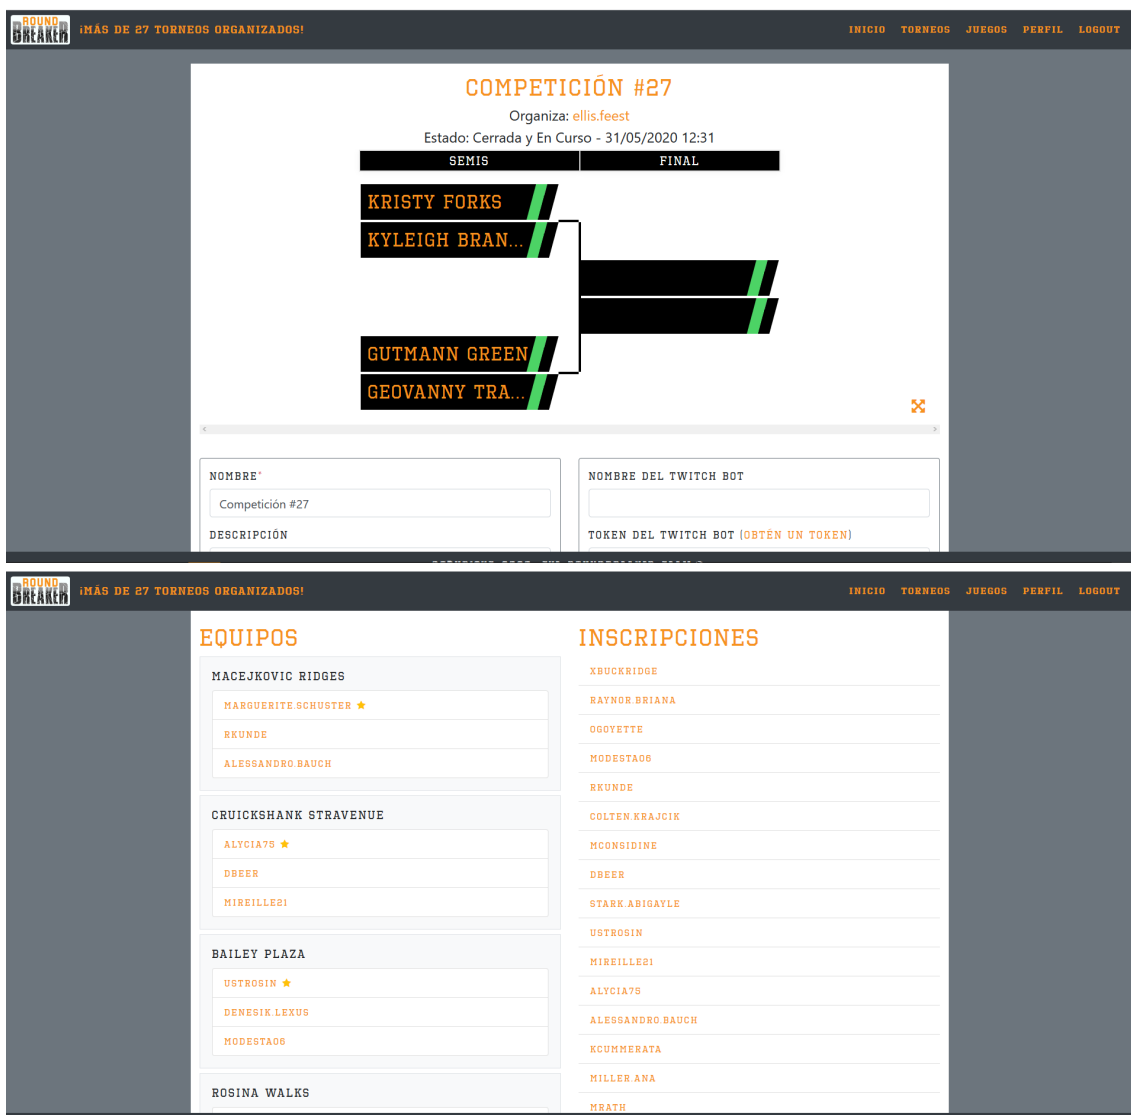 ROUND
BREAKER
¡MÁS DE 27 TORNEOS ORGANIZADOS!
INICIO TORNEOS JUEGOS PERFIL LOGOUT
COMPETICIÓN #27
Organiza: ellis.feest
Estado: Cerrada y En Curso - 31/05/2020 12:31
SEMIS FINAL
KRISTY FORKS
KYLEIGH BRAN...
GUTMANN GREEN
GEOVANNY TRA...
NOMBRE*
Competición #27
DESCRIPCIÓN
NOMBRE DEL TWITCH BOT
TOKEN DEL TWITCH BOT (OBTÉN UN TOKEN)
ROUND
BREAKER
¡MÁS DE 27 TORNEOS ORGANIZADOS!
INICIO TORNEOS JUEGOS PERFIL LOGOUT
EQUIPOS
MACEJKOVIC RIDGES
MARGUERITE.SCHUSTER
RKUNDE
ALESSANDRO.BAUCH
CRUICKSHANK STRAVENUE
ALYCIA75
DBEER
MIREILLE21
BAILEY PLAZA
USTROSIN
DENESIK.LEXUS
MODESTA06
ROSINA WALKS
INSCRIPCIONES
XBUCKRIDGE
RAYNOR.BRIANA
OGOYETTE
MODESTA06
RKUNDE
COLTEN.KRAJCIK
MCONSIDINE
DBEER
STARK.ABIGAYLE
USTROSIN
MIREILLE21
ALYCIA75
ALESSANDRO.BAUCH
KCUMMERATA
MILLER.ANA
MRATH